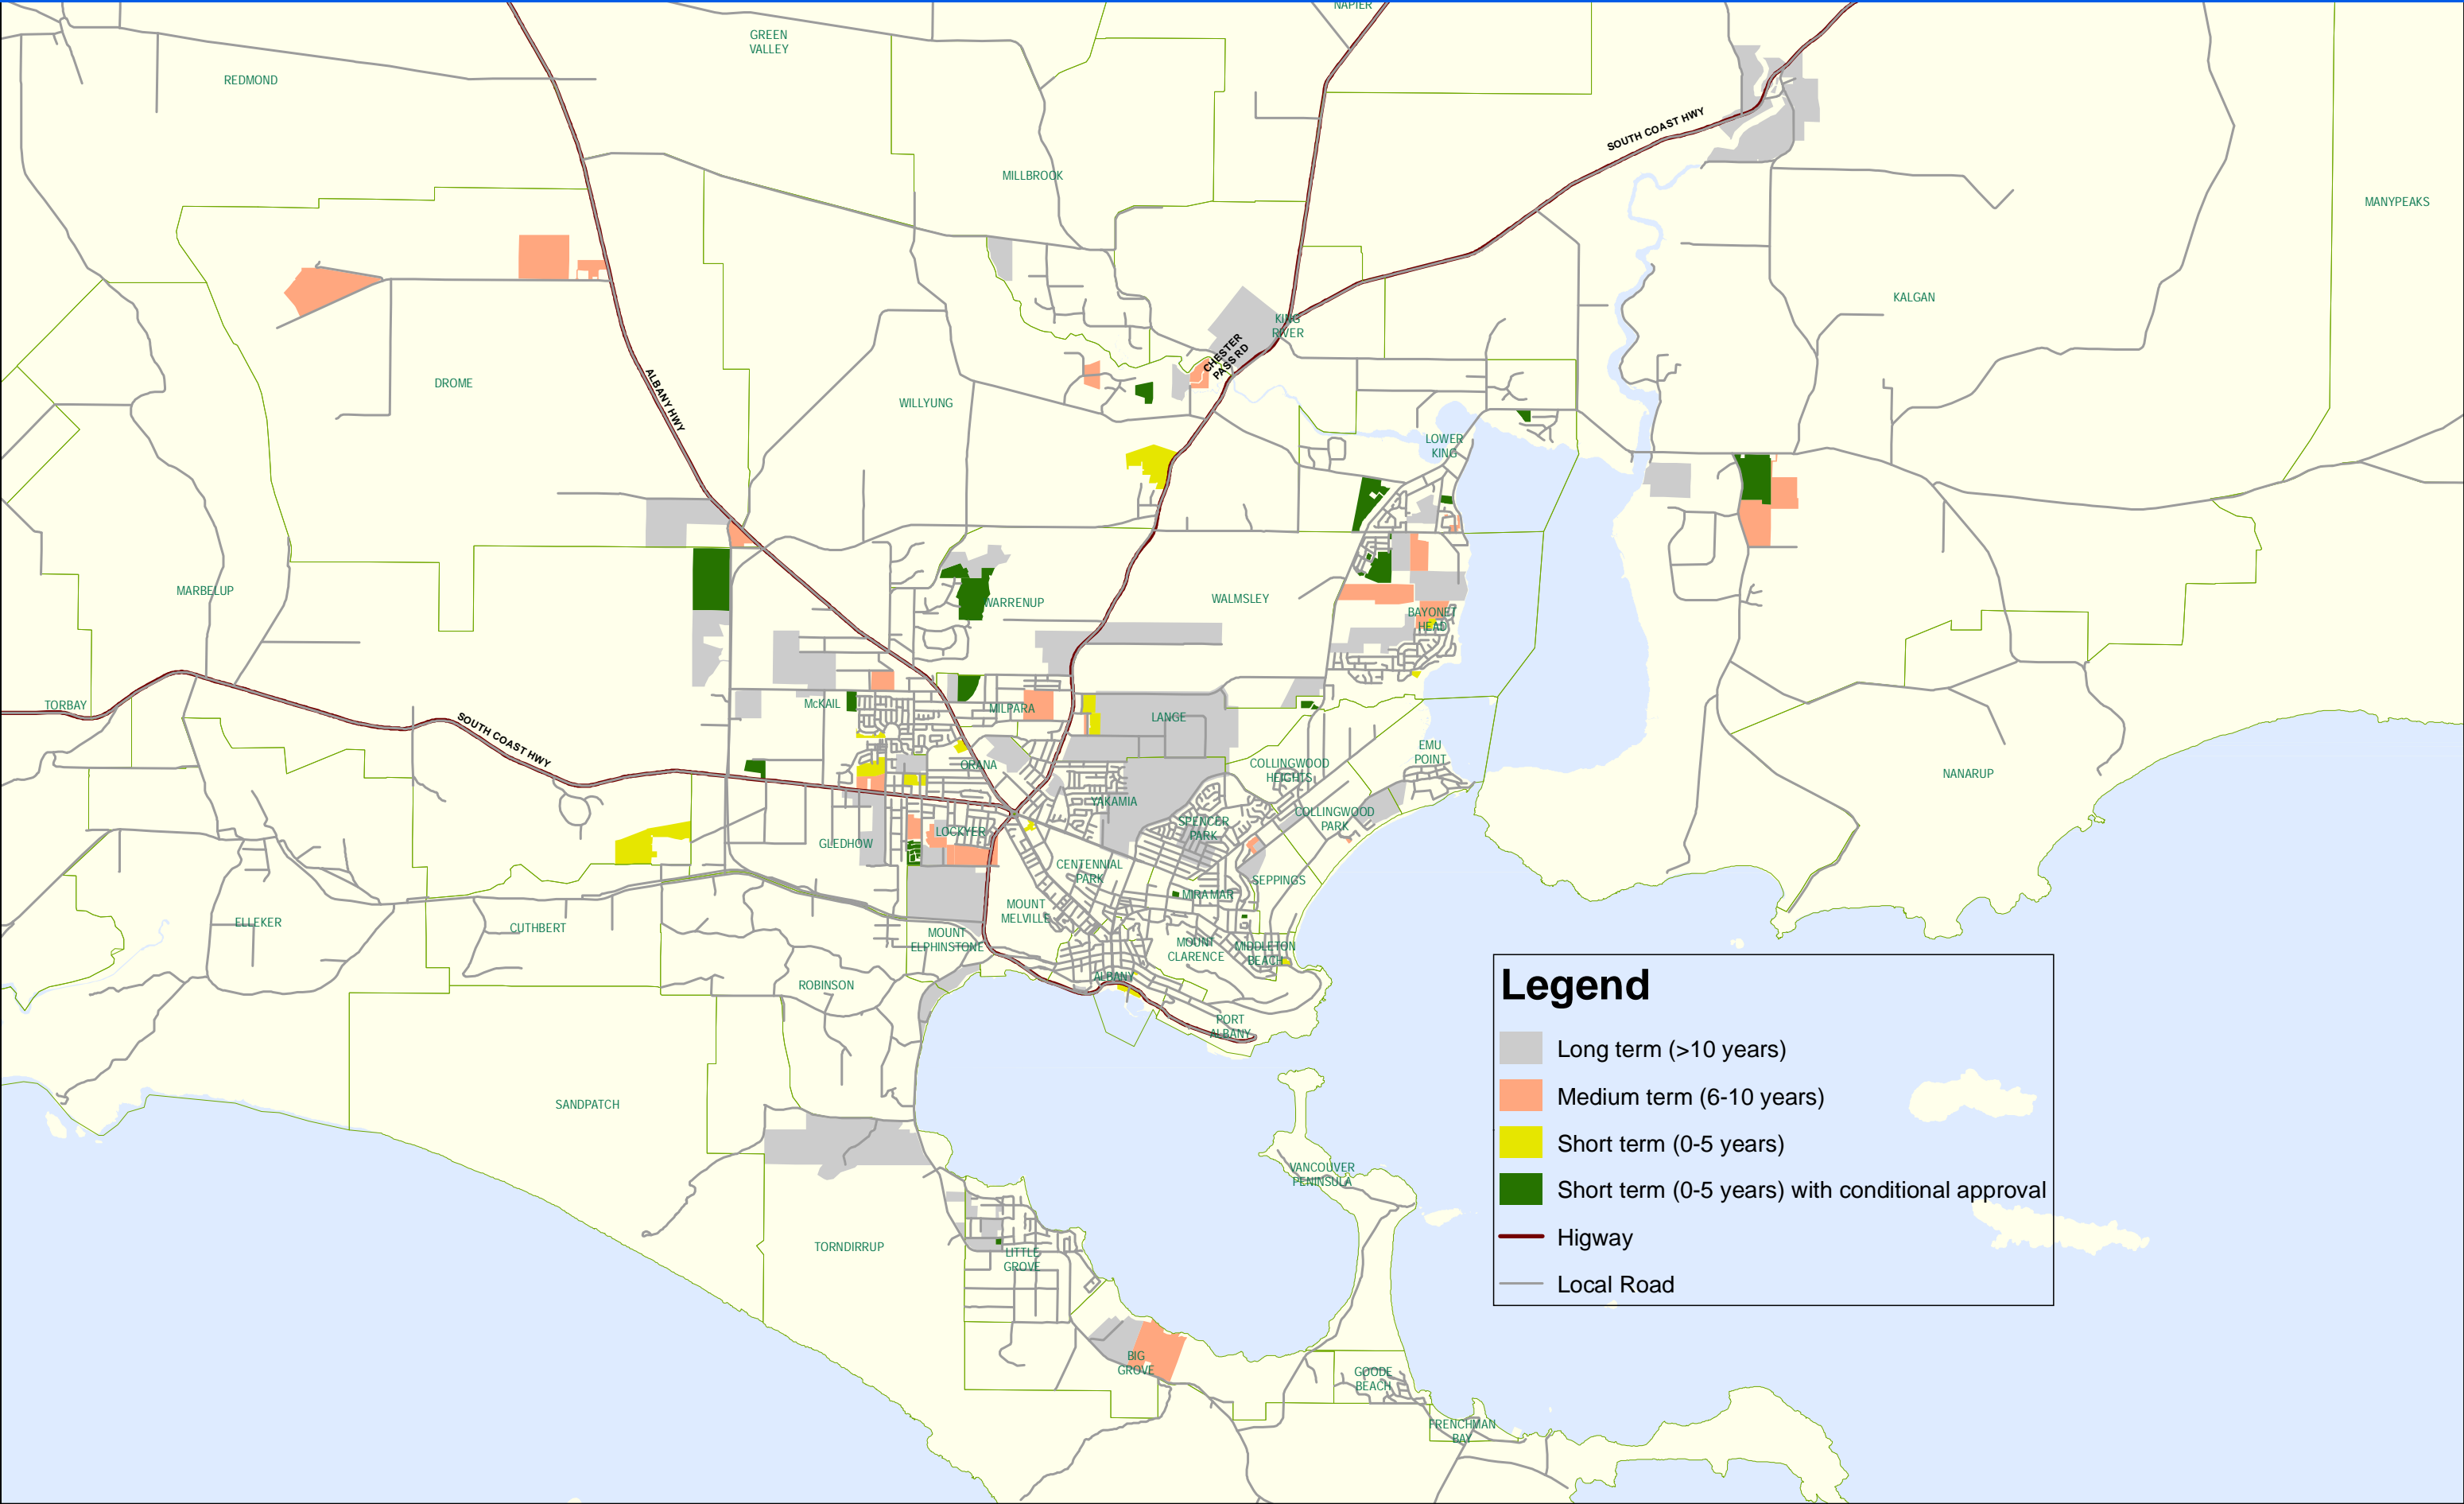 NAPIER
GREEN
VALLEY
REDMOND
SOUTH COAST HWY
MILLBROOK
MANYPEAKS
KALGAN
KING
RIVER
CHESTER
PASS RD
DROME
ALBANY HWY
WILLYUNG
LOWER
KING
MARBELUP
WARRENUP
WALMSLEY
BAYONET
HEAD
TORBAY
McKAIL
MILPARA
LANGE
SOUTH COAST HWY
EMU
POINT
ORANA
COLLINGWOOD
HEIGHTS
NANARUP
YAKAMIA
COLLINGWOOD
PARK
SPENCER
PARK
LOCKYER
GLEDHOW
CENTENNIAL
PARK
SEPPINGS
MIRAMAR
MOUNT
MELVILLE
ELLEKER
CUTHBERT
MOUNT
ELPHINSTONE
MOUNT
CLARENCE
MIDDLETON
BEACH
ALBANY
ROBINSON
PORT
ALBANY
SANDPATCH
VANCOUVER
PENINSULA
TORNDIRRUP
LITTLE
GROVE
BIG
GROVE
GOODE
BEACH
FRENCHMAN
BAY
Legend
Long term (>10 years)
Medium term (6-10 years)
Short term (0-5 years)
Short term (0-5 years) with conditional approval
Higway
Local Road